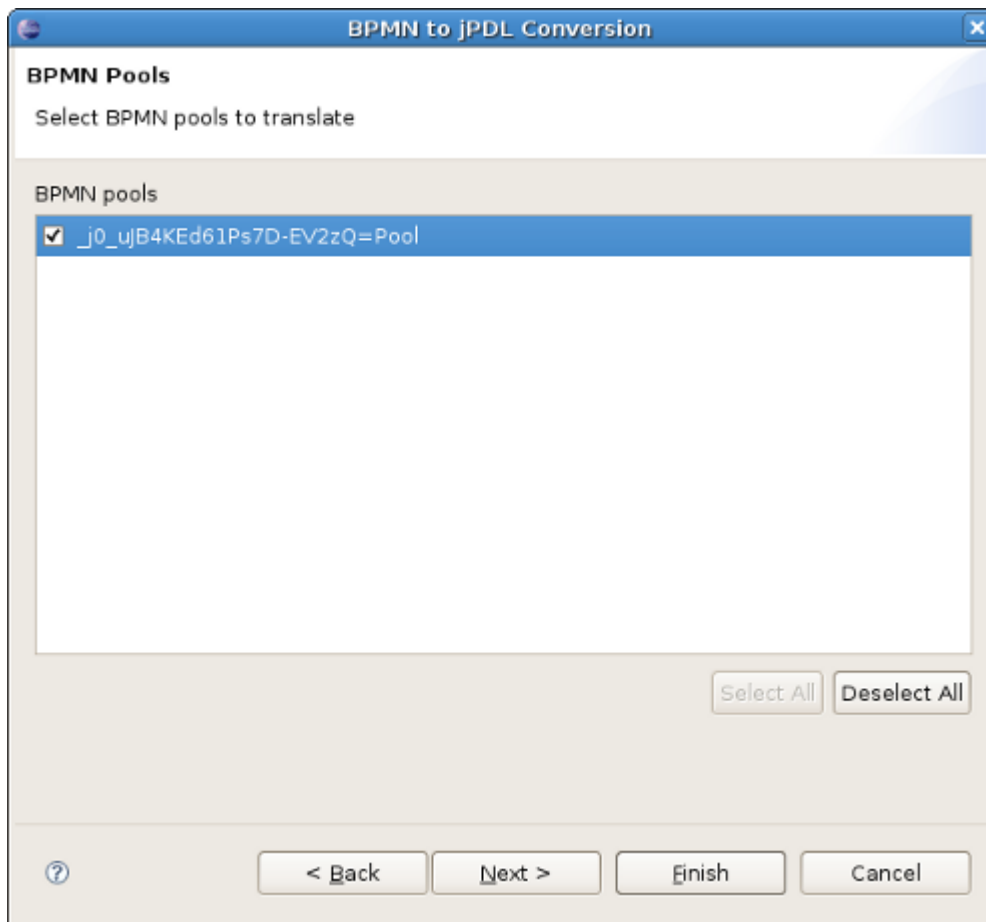 BPMN to jPDL Conversion
BPMN Pools
Select BPMN pools to translate
BPMN pools
_j0_uJB4KEd61Ps7D-EV2zQ=Pool
Select All Deselect All
? < Back Next > Finish Cancel